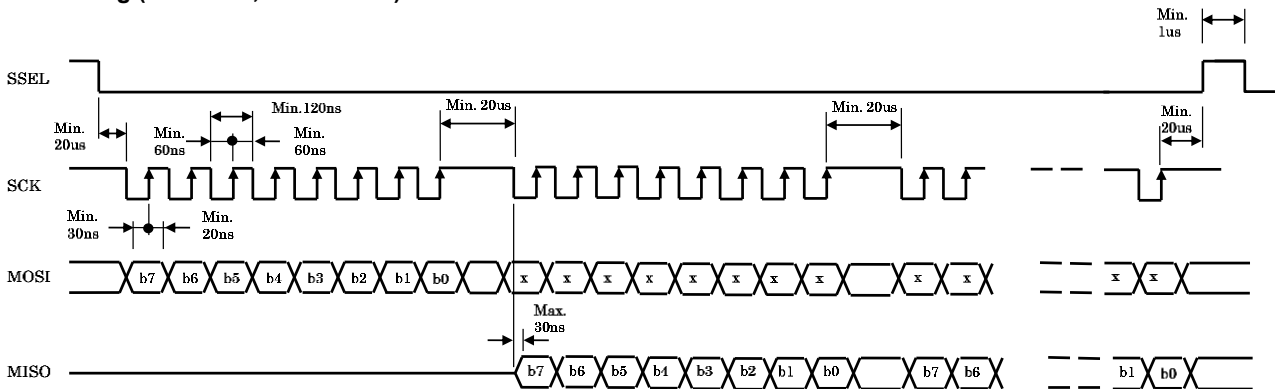 Min.
1us
SSEL
Min. 120ns
Min. 20us
Min. 20us
Min.
20us
Min.
60ns
Min.
60ns
Min.
20us
SCK
Min.
30ns
Min.
20ns
MOSI
b7 b6 b5 b4 b3 b2 b1 b0 x x x x x x x x x x x x
Max.
30ns
MISO
b7 b6 b5 b4 b3 b2 b1 b0 b7 b6 b1 b0